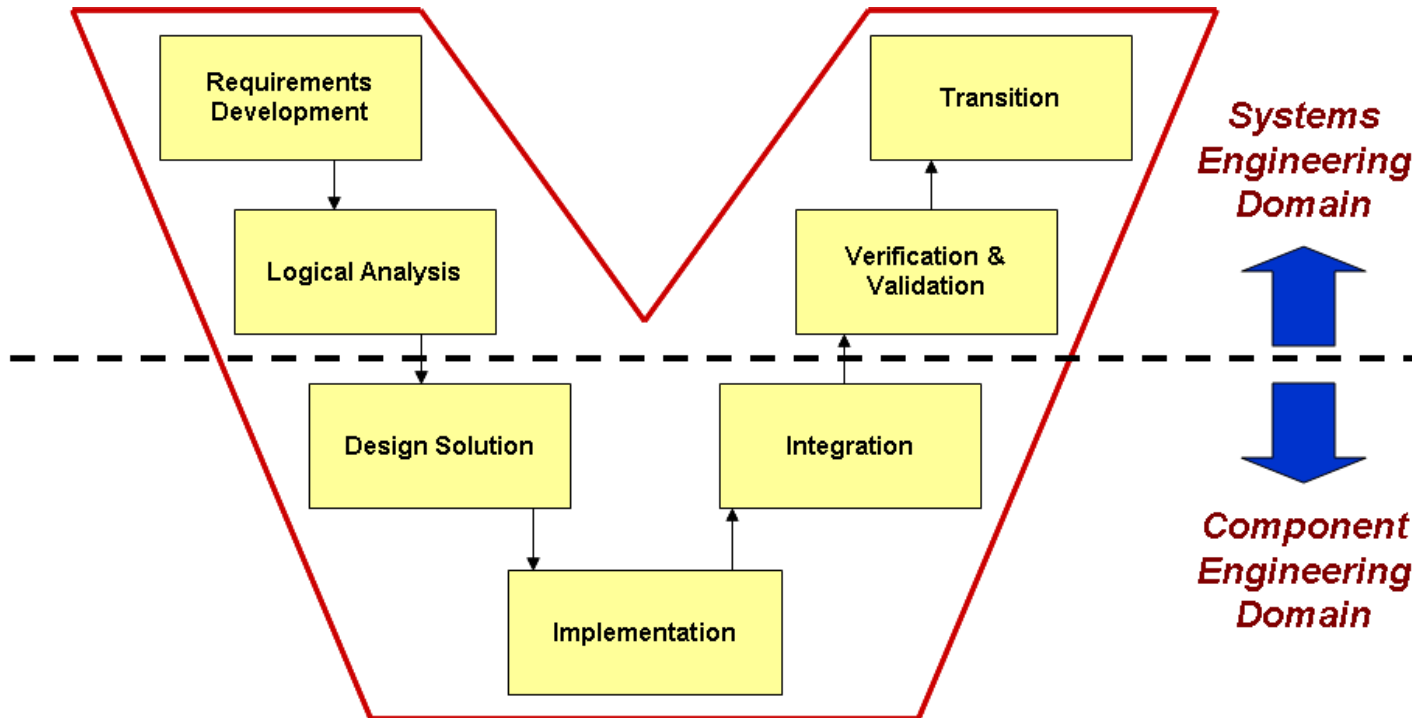 Requirements
Development
Transition
Systems
Engineering
Domain
Logical Analysis
Verification &
Validation
Design Solution
Integration
Component
Engineering
Domain
Implementation